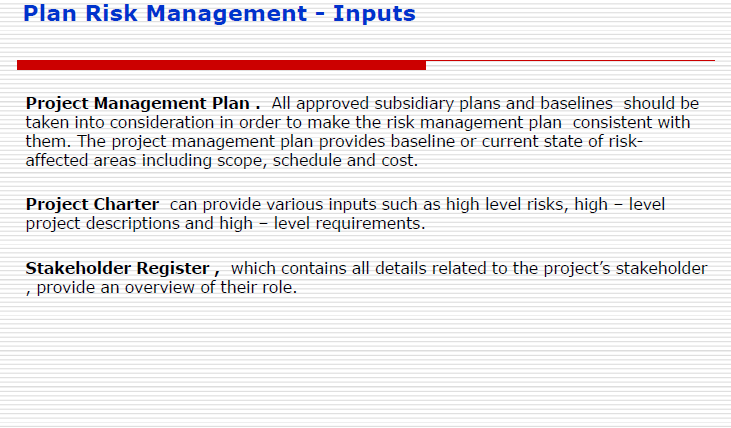 Plan Risk Management - Inputs
Project Management Plan .  All approved subsidiary plans and baselines  should be
taken into consideration in order to make the risk management plan  consistent with
them. The project management plan provides baseline or current state of risk-
affected areas including scope, schedule and cost.
Project Charter  can provide various inputs such as high level risks, high – level
project descriptions and high – level requirements.
Stakeholder Register ,  which contains all details related to the project’s stakeholder
, provide an overview of their role.